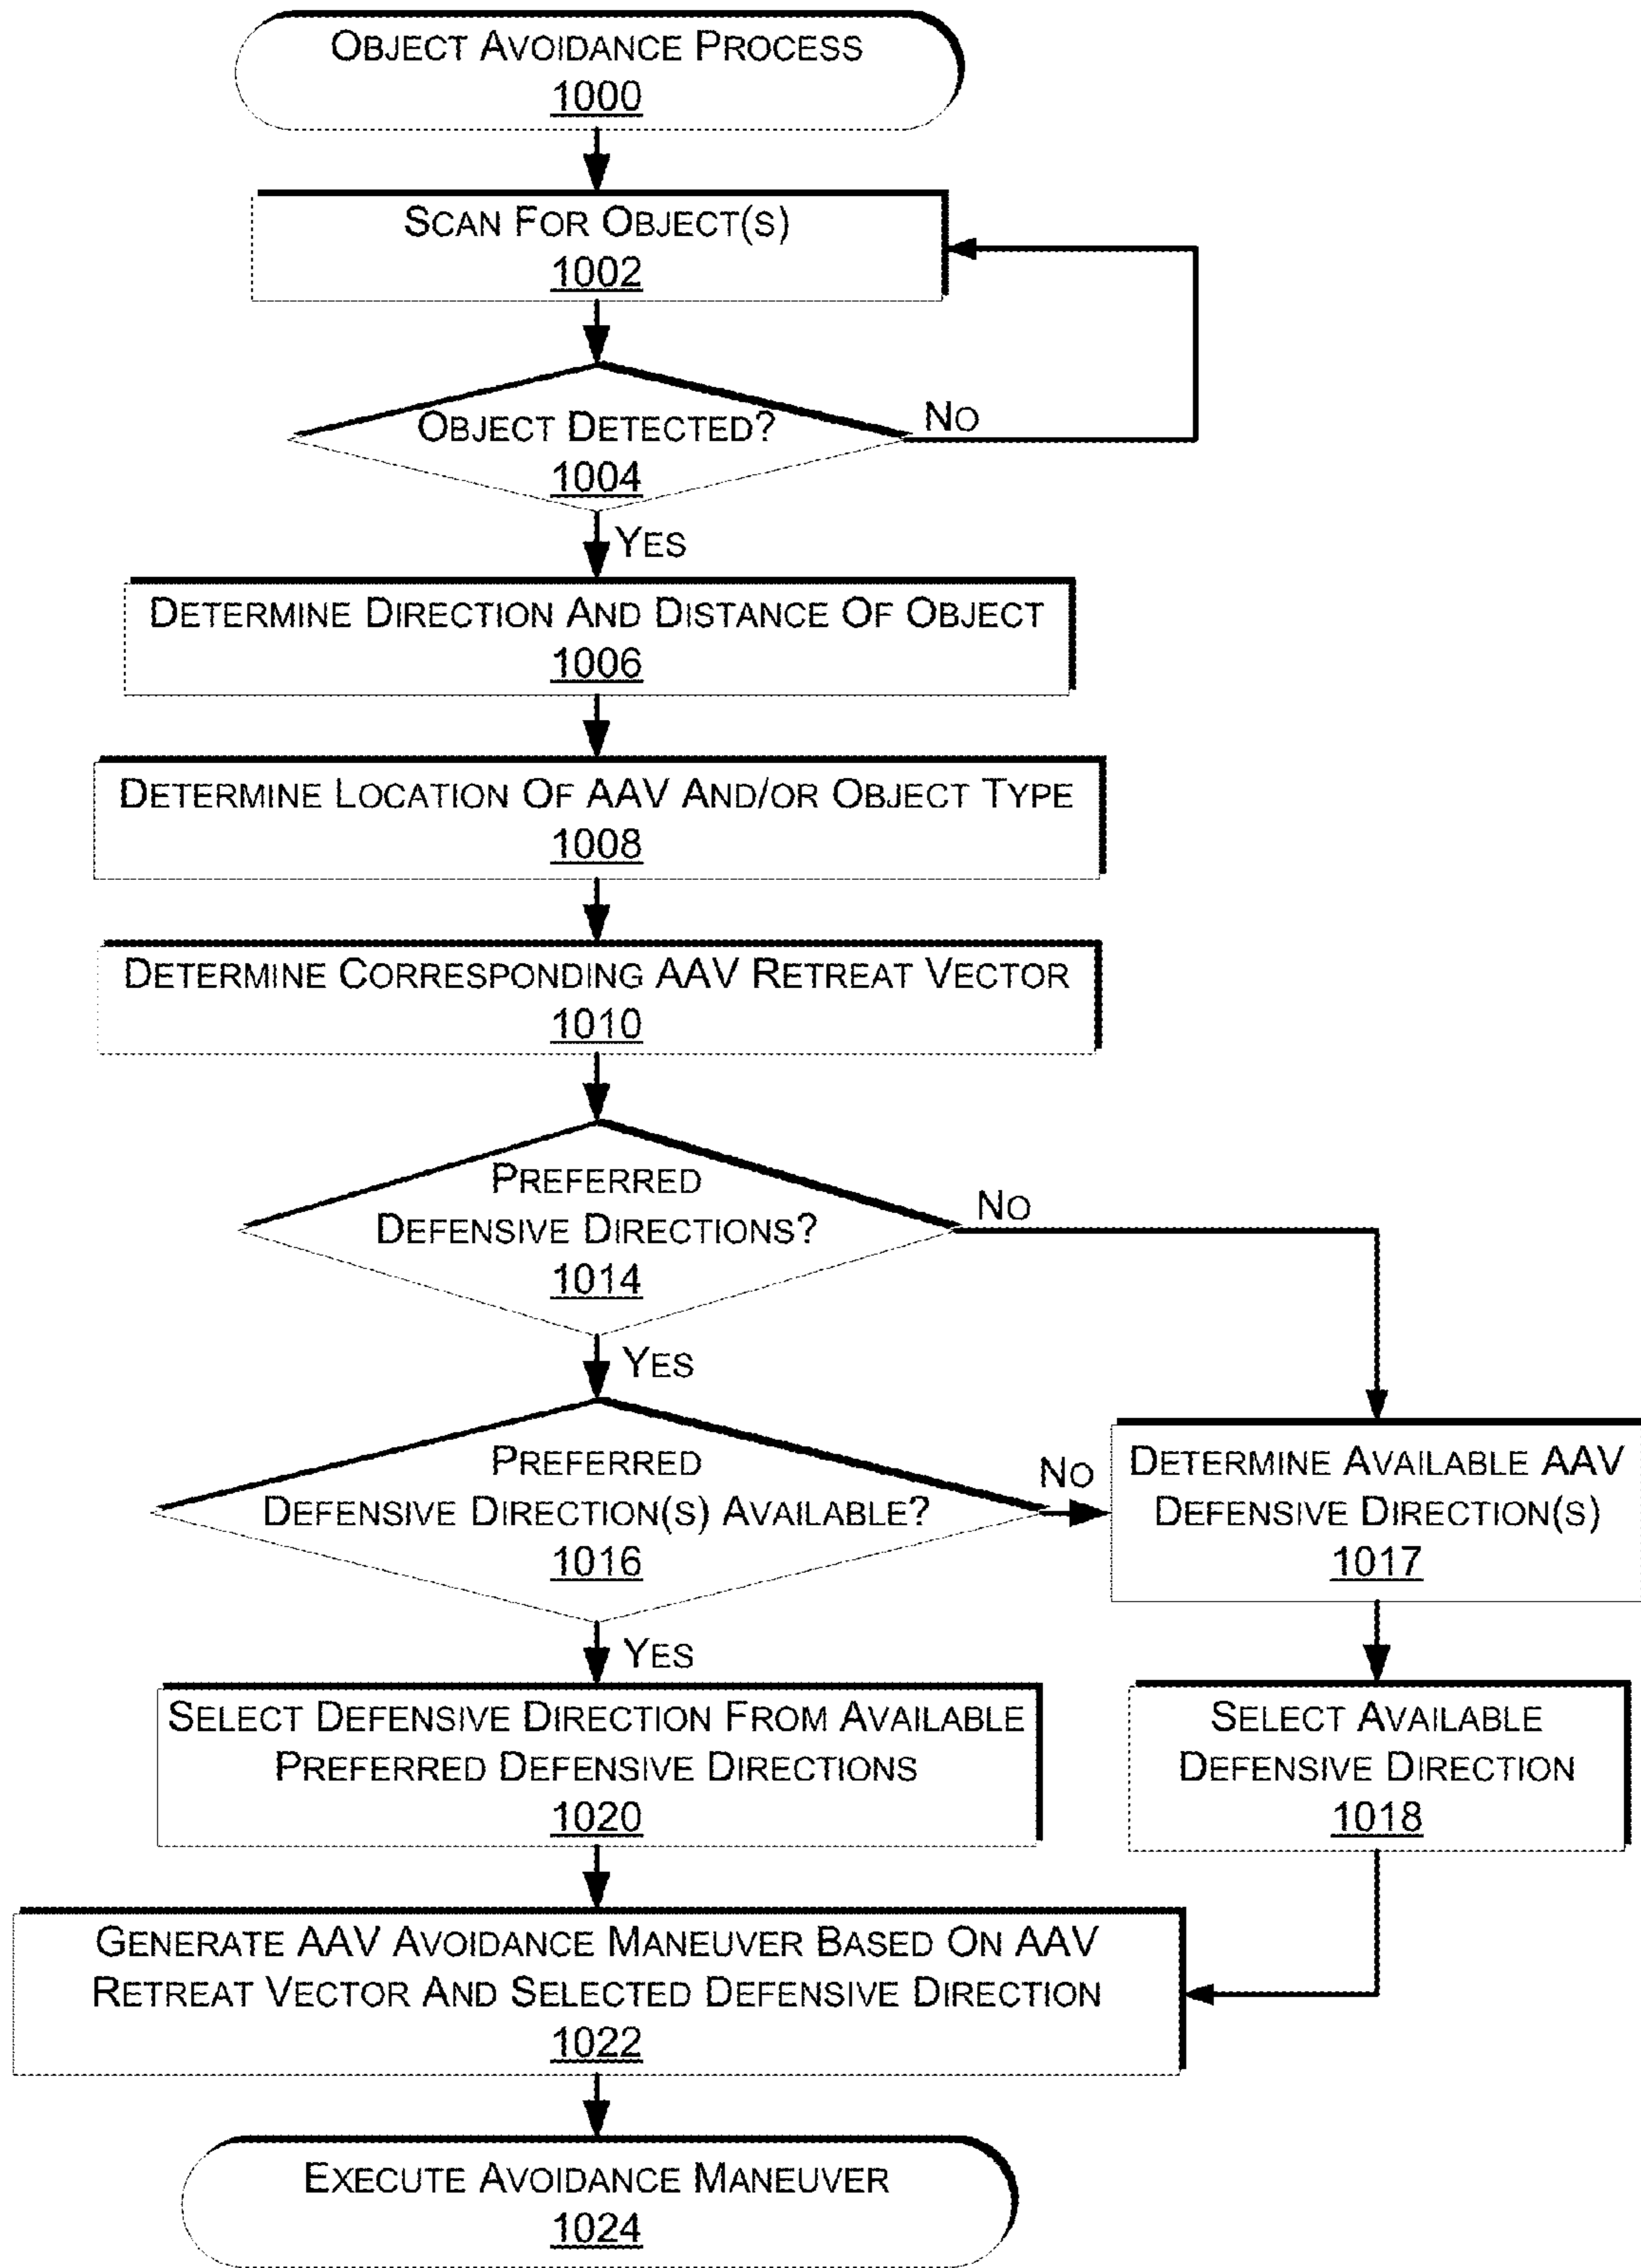 OBJECT AVOIDANCE PROCESS
1000
SCAN FOR OBJECT(S)
1002
OBJECT DETECTED?
1004
NO
YES
DETERMINE DIRECTION AND DISTANCE OF OBJECT
1006
DETERMINE LOCATION OF AAV AND/OR OBJECT TYPE
1008
DETERMINE CORRESPONDING AAV RETREAT VECTOR
1010
PREFERRED
DEFENSIVE DIRECTIONS?
1014
NO
YES
PREFERRED
DEFENSIVE DIRECTION(S) AVAILABLE?
1016
NO
YES
DETERMINE AVAILABLE AAV
DEFENSIVE DIRECTION(S)
1017
SELECT DEFENSIVE DIRECTION FROM AVAILABLE
PREFERRED DEFENSIVE DIRECTIONS
1020
SELECT AVAILABLE
DEFENSIVE DIRECTION
1018
GENERATE AAV AVOIDANCE MANEUVER BASED ON AAV
RETREAT VECTOR AND SELECTED DEFENSIVE DIRECTION
1022
EXECUTE AVOIDANCE MANEUVER
1024